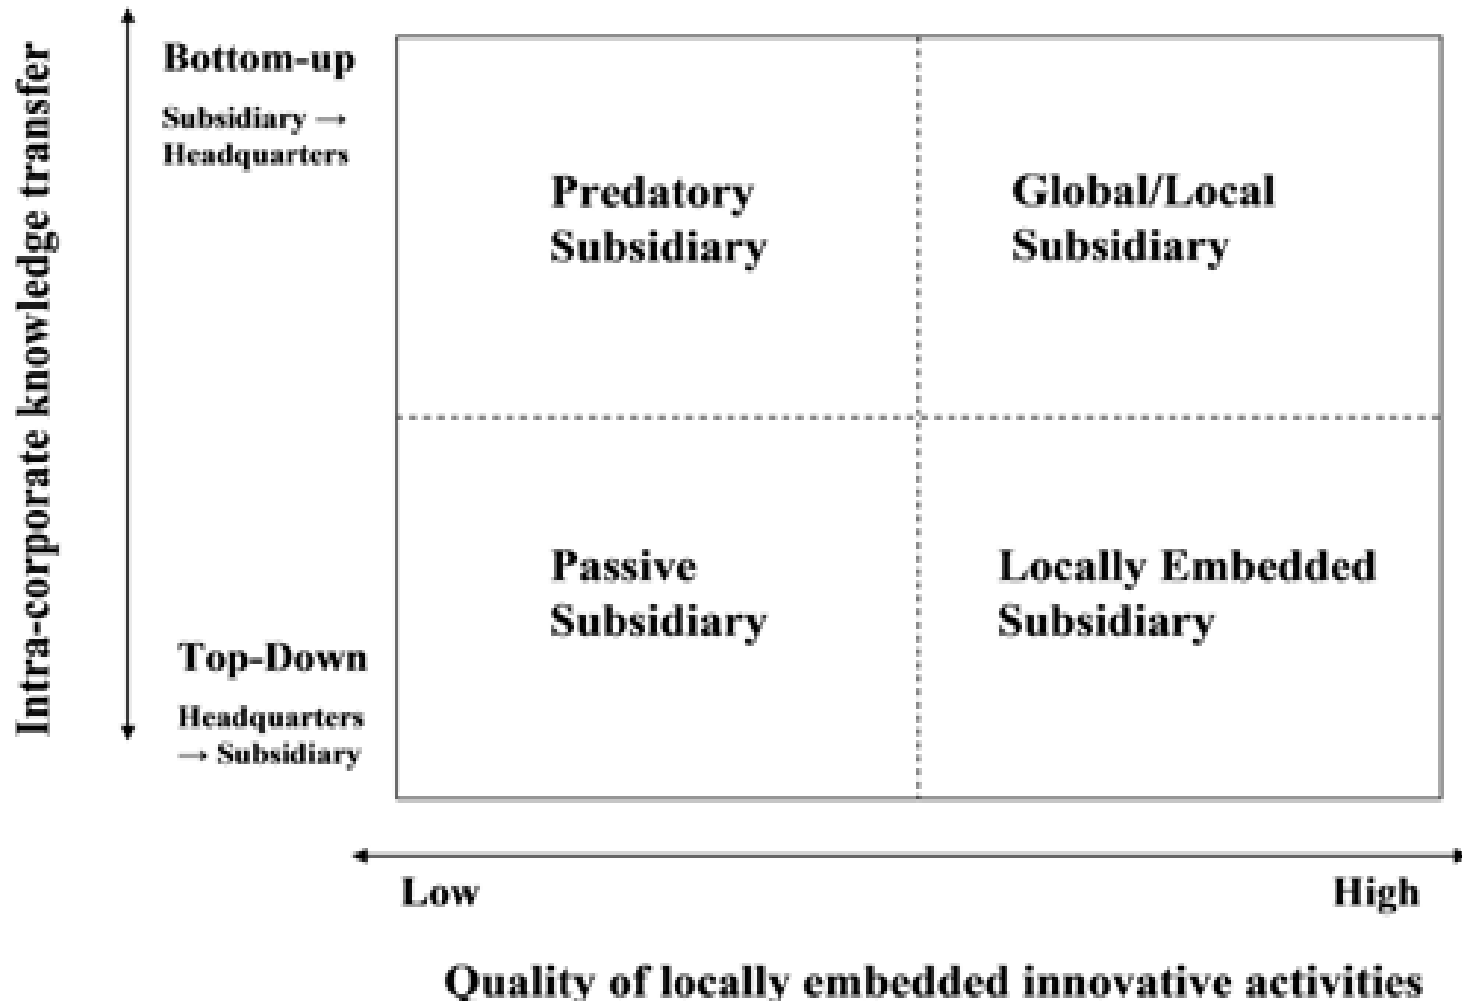 Intra-corporate knowledge transfer
Bottom-up
Subsidiary →
Headquarters
Predatory
Subsidiary
Global/Local
Subsidiary
Passive
Subsidiary
Locally Embedded
Subsidiary
Top-Down
Headquarters
→ Subsidiary
Low
High
Quality of locally embedded innovative activities